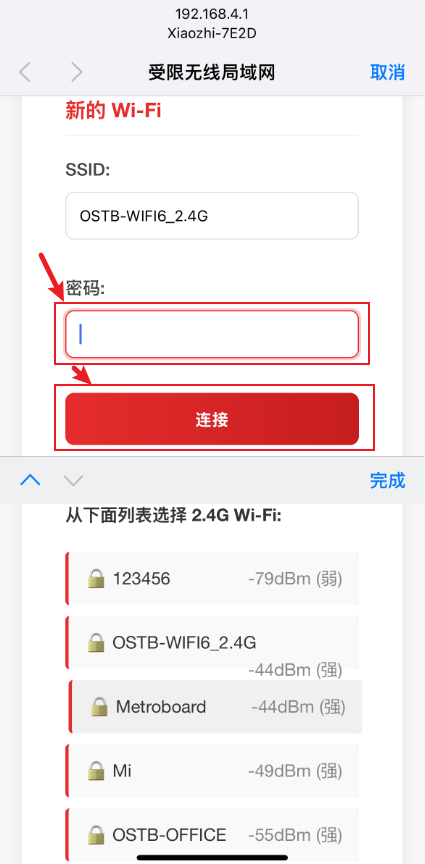 192.168.4.1
Xiaozhi-7E2D
受限无线局域网
取消
新的 Wi-Fi
SSID:
OSTB-WIFI6_2.4G
密码:
连接
完成
从下面列表选择 2.4G Wi-Fi:
123456 -79dBm (弱)
OSTB-WIFI6_2.4G
-44dBm (强)
Metroboard -44dBm (强)
Mi -49dBm (强)
OSTB-OFFICE -55dBm (强)